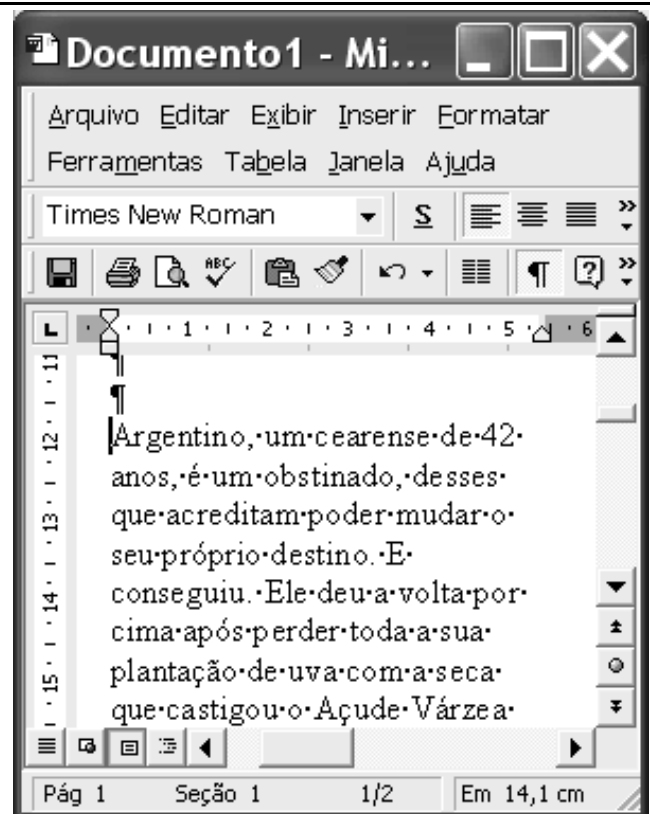 Documento1 - Mi...
Arquivo Editar Exibir Inserir Formatar
Ferramentas Tabela Janela Ajuda
Times New Roman S
ABC ¶ ?
L 1 2 3 4 5 6
11 ¶
¶
12 Argentino,·um·cearense·de·42·
anos,·é·um·obstinado,·desses·
13 que·acreditam·poder·mudar·o·
seu·próprio·destino.·E·
14 conseguiu.·Ele·deu·a·volta·por·
cima·após·perder·toda·a·sua·
15 plantação·de·uva·com·a·seca·
que·castigou·o·Açude·Várzea·
Pág 1 Seção 1 1/2 Em 14,1 cm